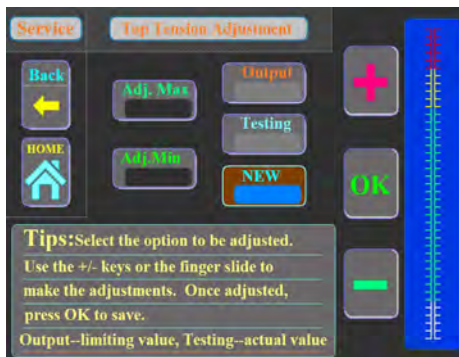 Service
Top Tension Adjustment
Back
HOME
Adj. Max
Adj.Min
Output
Testing
NEW
+
OK
−
Tips:Select the option to be adjusted.
Use the +/- keys or the finger slide to
make the adjustments. Once adjusted,
press OK to save.
Output--limiting value, Testing--actual value